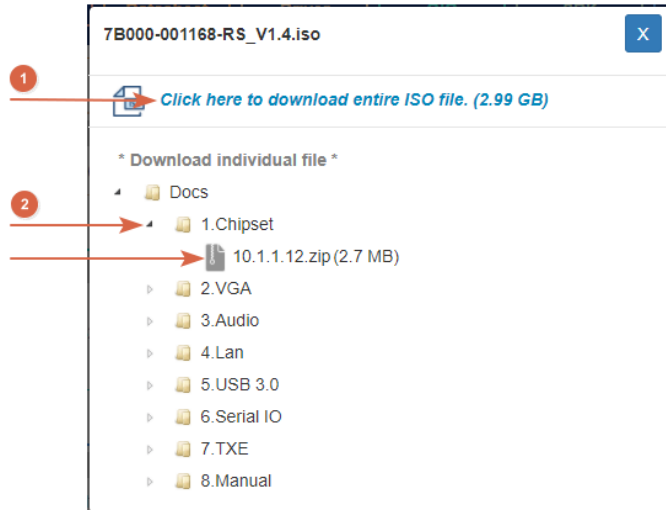 7B000-001168-RS_V1.4.iso
X
1
Click here to download entire ISO file. (2.99 GB)
* Download individual file *
Docs
2
1.Chipset
10.1.1.12.zip (2.7 MB)
2.VGA
3.Audio
4.Lan
5.USB 3.0
6.Serial IO
7.TXE
8.Manual